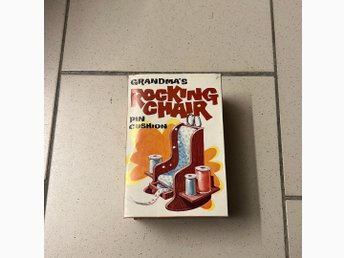 GRANDMA'S
ROCKING
CHAIR
PIN
CUSHION